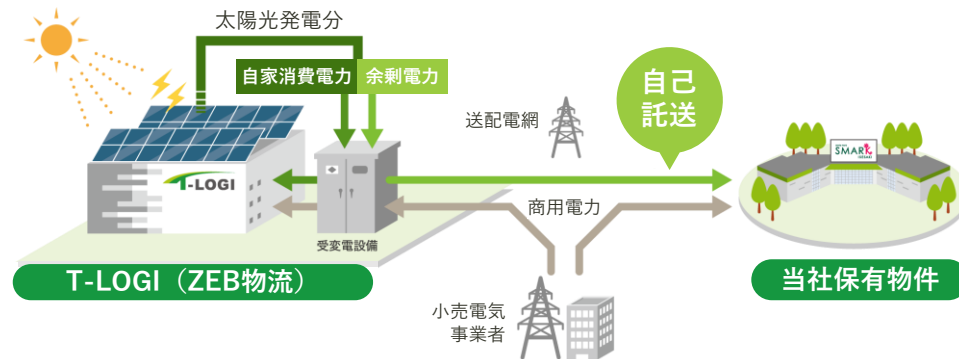 太陽光発電分
自家消費電力
余剰電力
自己
託送
送配電網
T-LOGI
SMARK
商用電力
受変電設備
T-LOGI（ZEB物流）
当社保有物件
小売電気
事業者